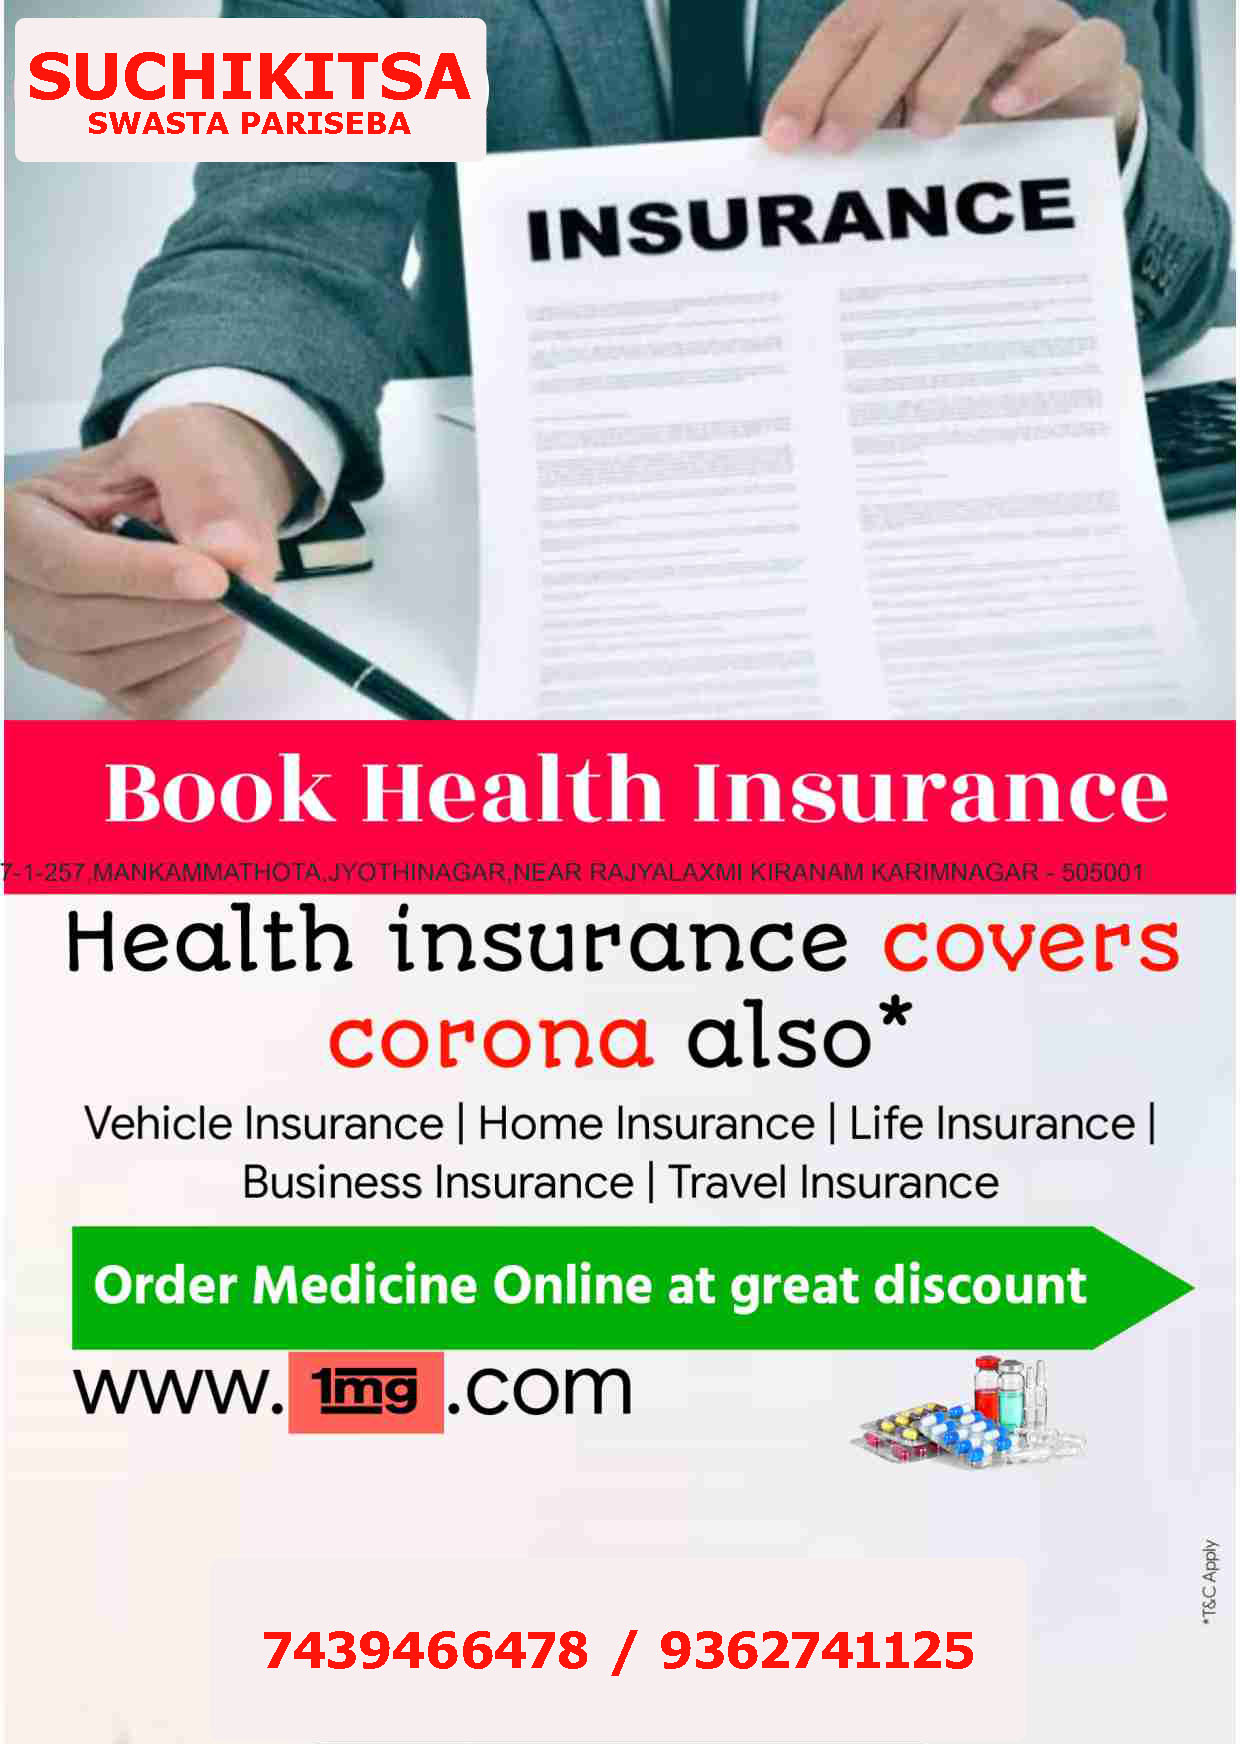 SUCHIKITSA
SWASTA PARISEBA
INSURANCE
Book Health Insurance
7-1-257,MANKAMMATHOTA,JYOTHINAGAR,NEAR RAJYALAXMI KIRANAM KARIMNAGAR - 505001
Health insurance covers
corona also*
Vehicle Insurance | Home Insurance | Life Insurance |
Business Insurance | Travel Insurance
Order Medicine Online at great discount
www. 1mg .com
*T&C Apply
7439466478 / 9362741125